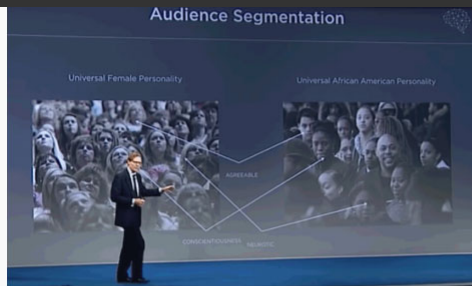 Audience Segmentation
Universal Female Personality
Universal African American Personality
AGREEABLE
CONSCIENTIOUSNESS
NEUROTIC